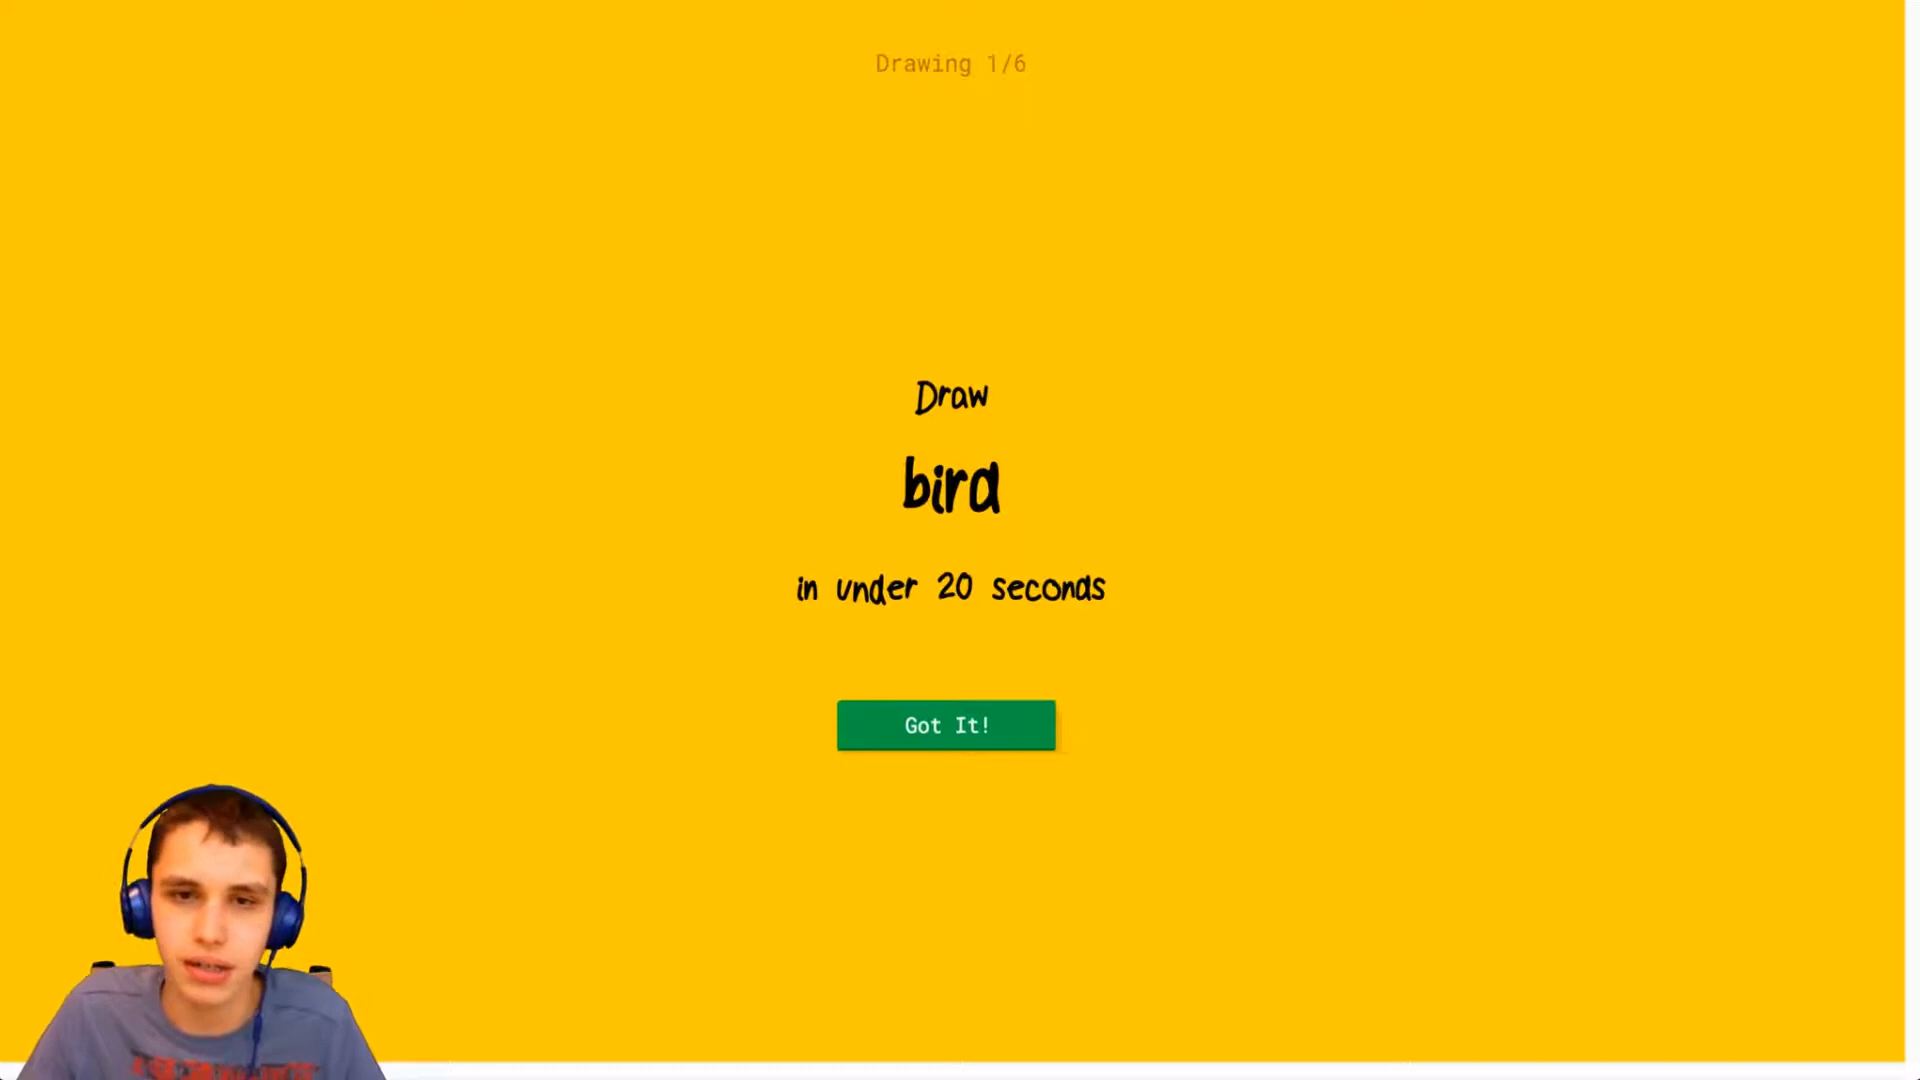 Drawing 1/6
Draw
bird
in under 20 seconds
Got It!